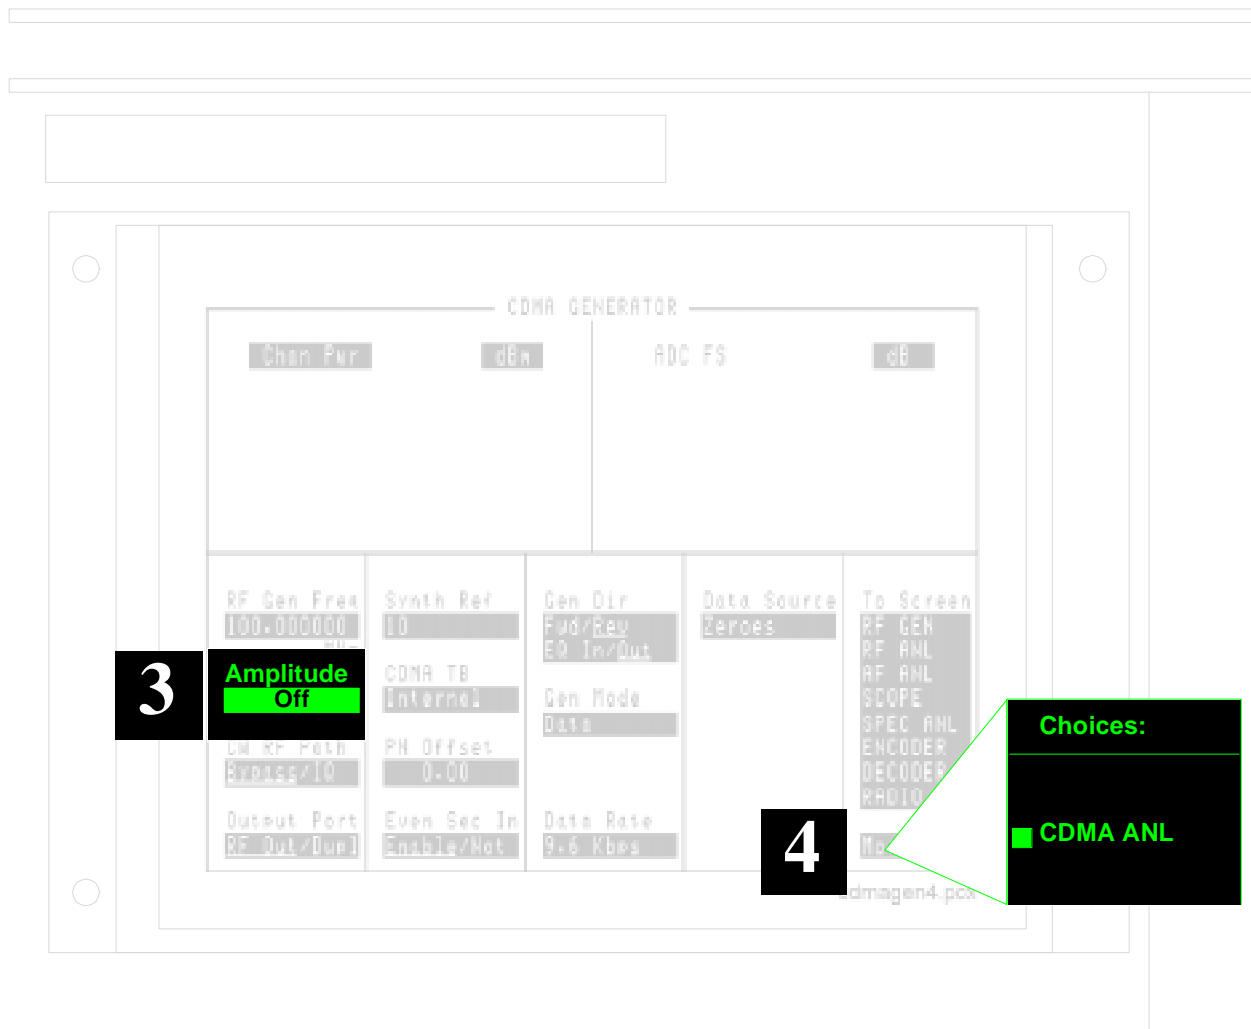 CDMA GENERATOR
Chan Pwr dBm ADC FS dB
RF Gen Freq
100.000000
3
Amplitude
Off
CW RF Path
Bypass/IQ
Output Port
RF Out/Dupl
Synth Ref
10
CDMA TB
Internal
PN Offset
0.00
Even Sec In
Enable/Not
Gen Dir
Fwd/Rev
EQ In/Out
Gen Mode
Data
Data Rate
9.6 Kbps
Data Source
Zeroes
To Screen
RF GEN
RF ANL
AF ANL
SCOPE
SPEC ANL
ENCODER
DECODER
RADIO
4
Choices:
CDMA ANL
cdmagen4.pcx